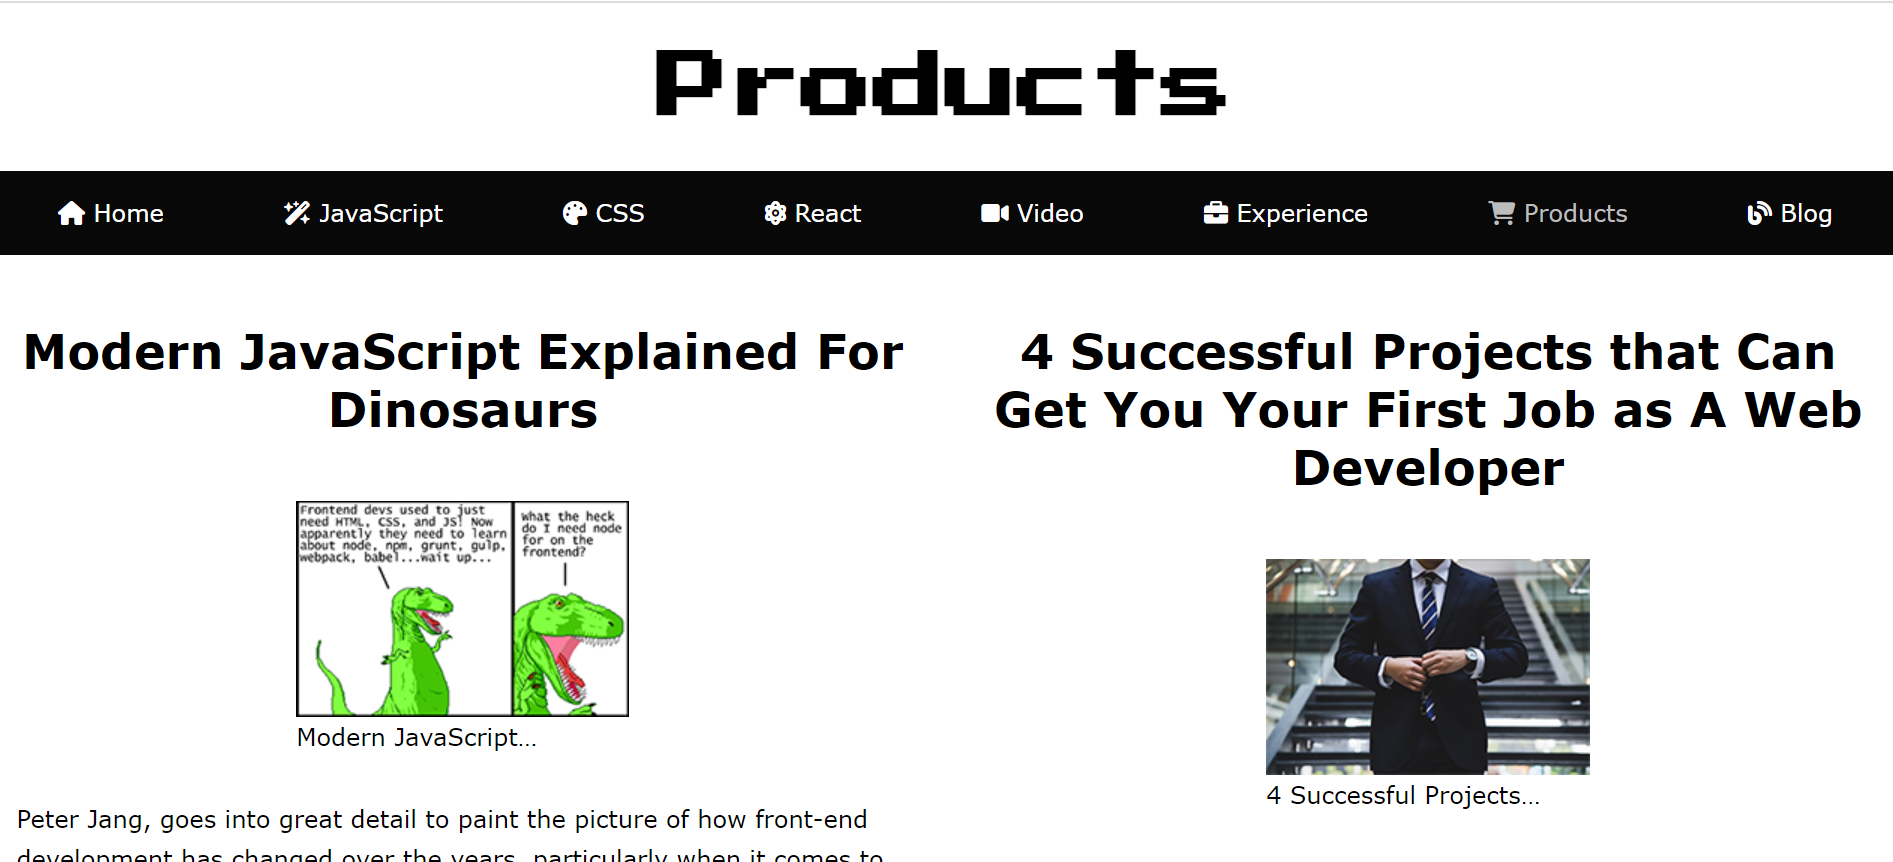 Products
Home JavaScript CSS React Video Experience Products Blog
Modern JavaScript Explained For
Dinosaurs
Frontend devs used to just
need HTML, CSS, and JS! Now
apparently they need to learn
about node, npm, grunt, gulp,
webpack, babel...wait up...
what the heck
do I need node
for on the
frontend?
Modern JavaScript...
Peter Jang, goes into great detail to paint the picture of how front-end
development has changed over the years, particularly when it comes to
4 Successful Projects that Can
Get You Your First Job as A Web
Developer
4 Successful Projects...